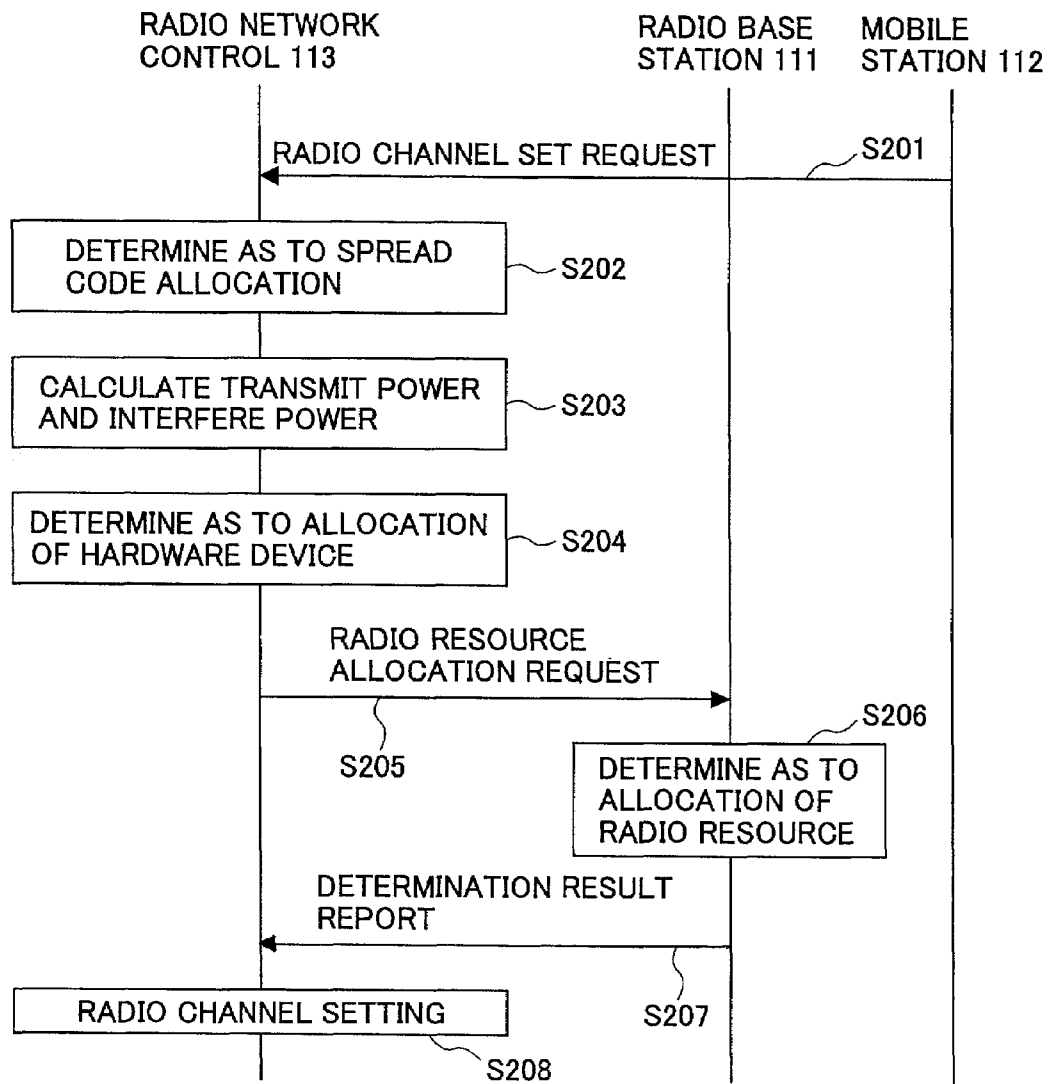 RADIO NETWORK
CONTROL 113
RADIO BASE
STATION 111
MOBILE
STATION 112
RADIO CHANNEL SET REQUEST
S201
DETERMINE AS TO SPREAD
CODE ALLOCATION
S202
CALCULATE TRANSMIT POWER
AND INTERFERE POWER
S203
DETERMINE AS TO ALLOCATION
OF HARDWARE DEVICE
S204
RADIO RESOURCE
ALLOCATION REQUEST
S205
S206
DETERMINE AS TO
ALLOCATION OF
RADIO RESOURCE
DETERMINATION RESULT
REPORT
S207
RADIO CHANNEL SETTING
S208